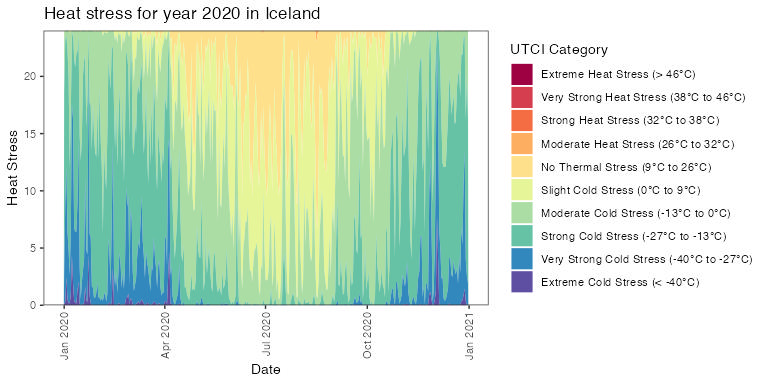 Heat stress for year 2020 in Iceland
Heat Stress
20
15
10
5
0
Jan 2020
Apr 2020
Jul 2020
Oct 2020
Jan 2021
Date
UTCI Category
Extreme Heat Stress (> 46°C)
Very Strong Heat Stress (38°C to 46°C)
Strong Heat Stress (32°C to 38°C)
Moderate Heat Stress (26°C to 32°C)
No Thermal Stress (9°C to 26°C)
Slight Cold Stress (0°C to 9°C)
Moderate Cold Stress (-13°C to 0°C)
Strong Cold Stress (-27°C to -13°C)
Very Strong Cold Stress (-40°C to -27°C)
Extreme Cold Stress (< -40°C)